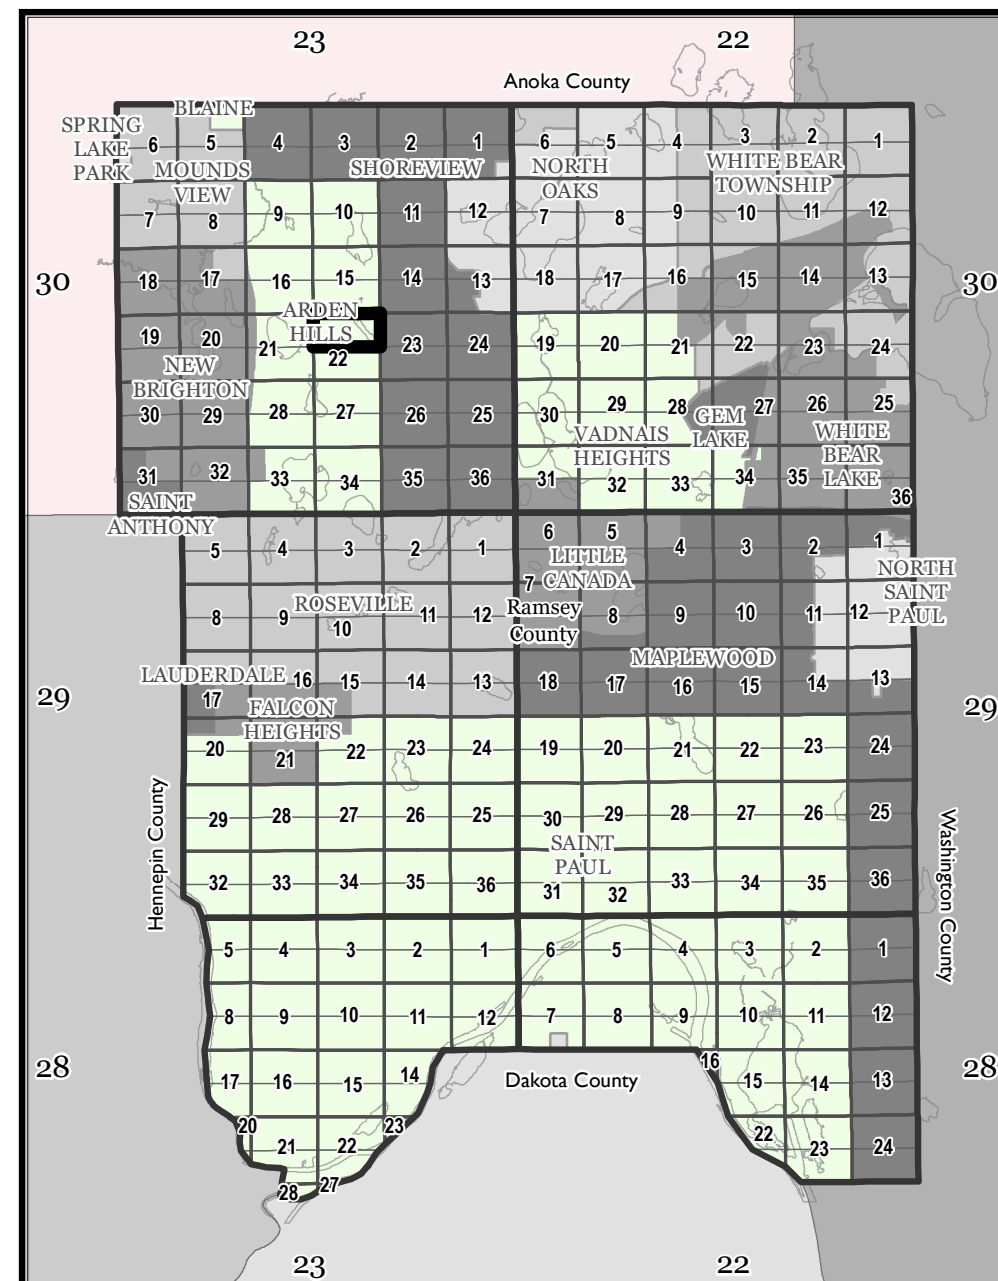 23 22
Anoka County
BLAINE
SPRING
LAKE
PARK
6 5 4 3 2 1 6 5 4 3 2 1
MOUNDS
VIEW
SHOREVIEW
NORTH
OAKS
WHITE BEAR
TOWNSHIP
7 8 9 10 11 12 7 8 9 10 11 12
30 18 17 16 15 14 13 18 17 16 15 14 13 30
ARDEN
HILLS
19 20 21 22 23 24 19 20 21 22 23 24
NEW
BRIGHTON
30 29 28 27 26 25 30 29 28 27 26 25
GEM
LAKE
VADNAIS
HEIGHTS
WHITE
BEAR
LAKE
31 32 33 34 35 36 31 32 33 34 35 36
SAINT
ANTHONY
5 4 3 2 1 6 5 4 3 2 1
LITTLE
CANADA
NORTH
SAINT
PAUL
ROSEVILLE
Ramsey
County
8 9 10 11 12 7 8 9 10 11 12
LAUDERDALE
MAPLEWOOD
29 17 16 15 14 13 18 17 16 15 14 13 29
FALCON
HEIGHTS
20 21 22 23 24 19 20 21 22 23 24
Hennepin County
29 28 27 26 25 30 29 28 27 26 25
Washington County
SAINT
PAUL
32 33 34 35 36 31 32 33 34 35 36
5 4 3 2 1 6 5 4 3 2 1
8 9 10 11 12 7 8 9 10 11 12
28 17 16 15 14 16 15 14 13 28
Dakota County
20 21 22 23 22 23 24
28 27
23 22